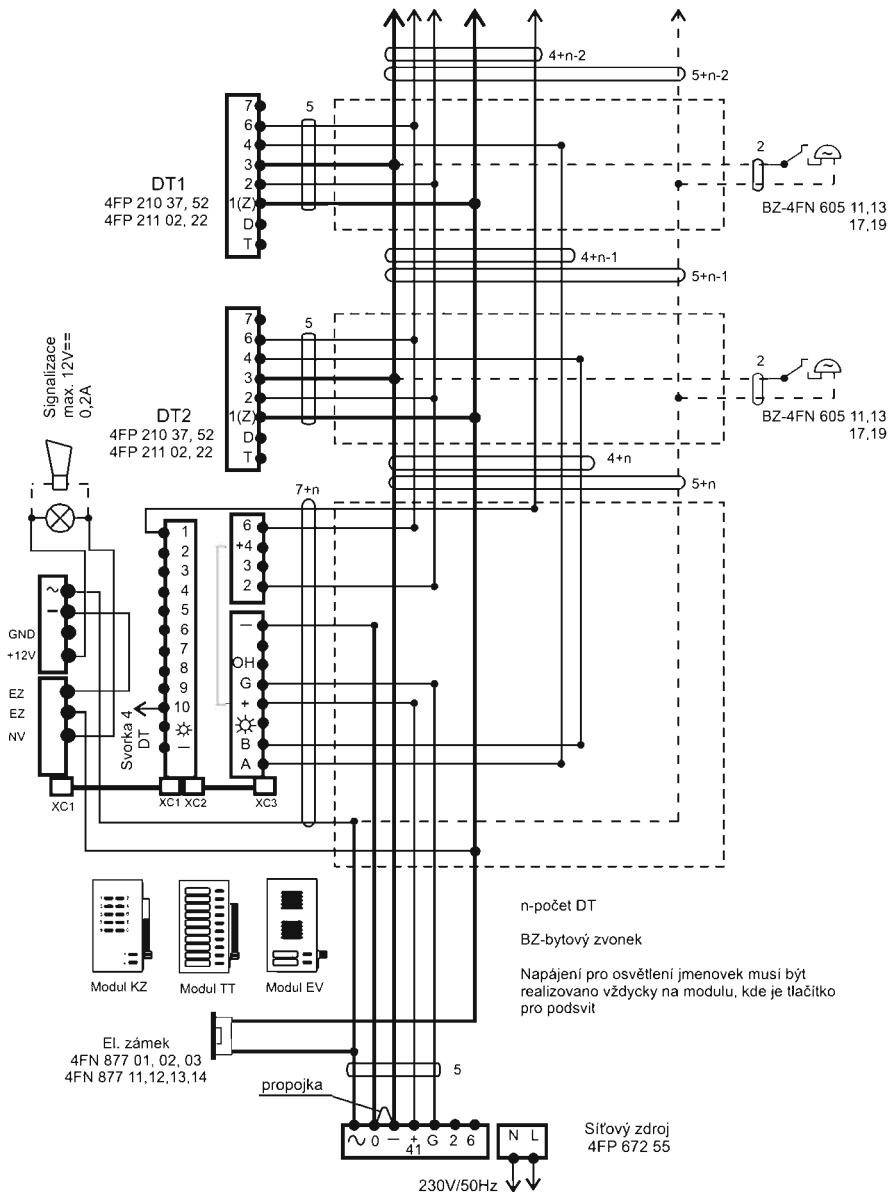 4+n-2
5+n-2
7
6
4
3
2
1(Z)
D
T
5
DT1
4FP 210 37, 52
4FP 211 02, 22
2
BZ-4FN 605 11,13
17,19
4+n-1
5+n-1
7
6
4
3
2
1(Z)
D
T
5
DT2
4FP 210 37, 52
4FP 211 02, 22
2
BZ-4FN 605 11,13
17,19
4+n
5+n
Signalizace
max. 12V==
0,2A
7+n
1
2
3
4
5
6
7
8
9
10
–
6
+4
3
2
–
OH
G
+
B
A
~
–
GND
+12V
EZ
EZ
NV
Svorka 4
DT
XC1
XC1
XC2
XC3
Modul KZ
Modul TT
Modul EV
n-počet DT
BZ-bytový zvonek
Napájení pro osvětlení jmenovek musí být
realizovano vždycky na modulu, kde je tlačítko
pro podsvit
El. zámek
4FN 877 01, 02, 03
4FN 877 11,12,13,14
5
propojka
~ 0 – + G 2 6
41
N L
Síťový zdroj
4FP 672 55
230V/50Hz